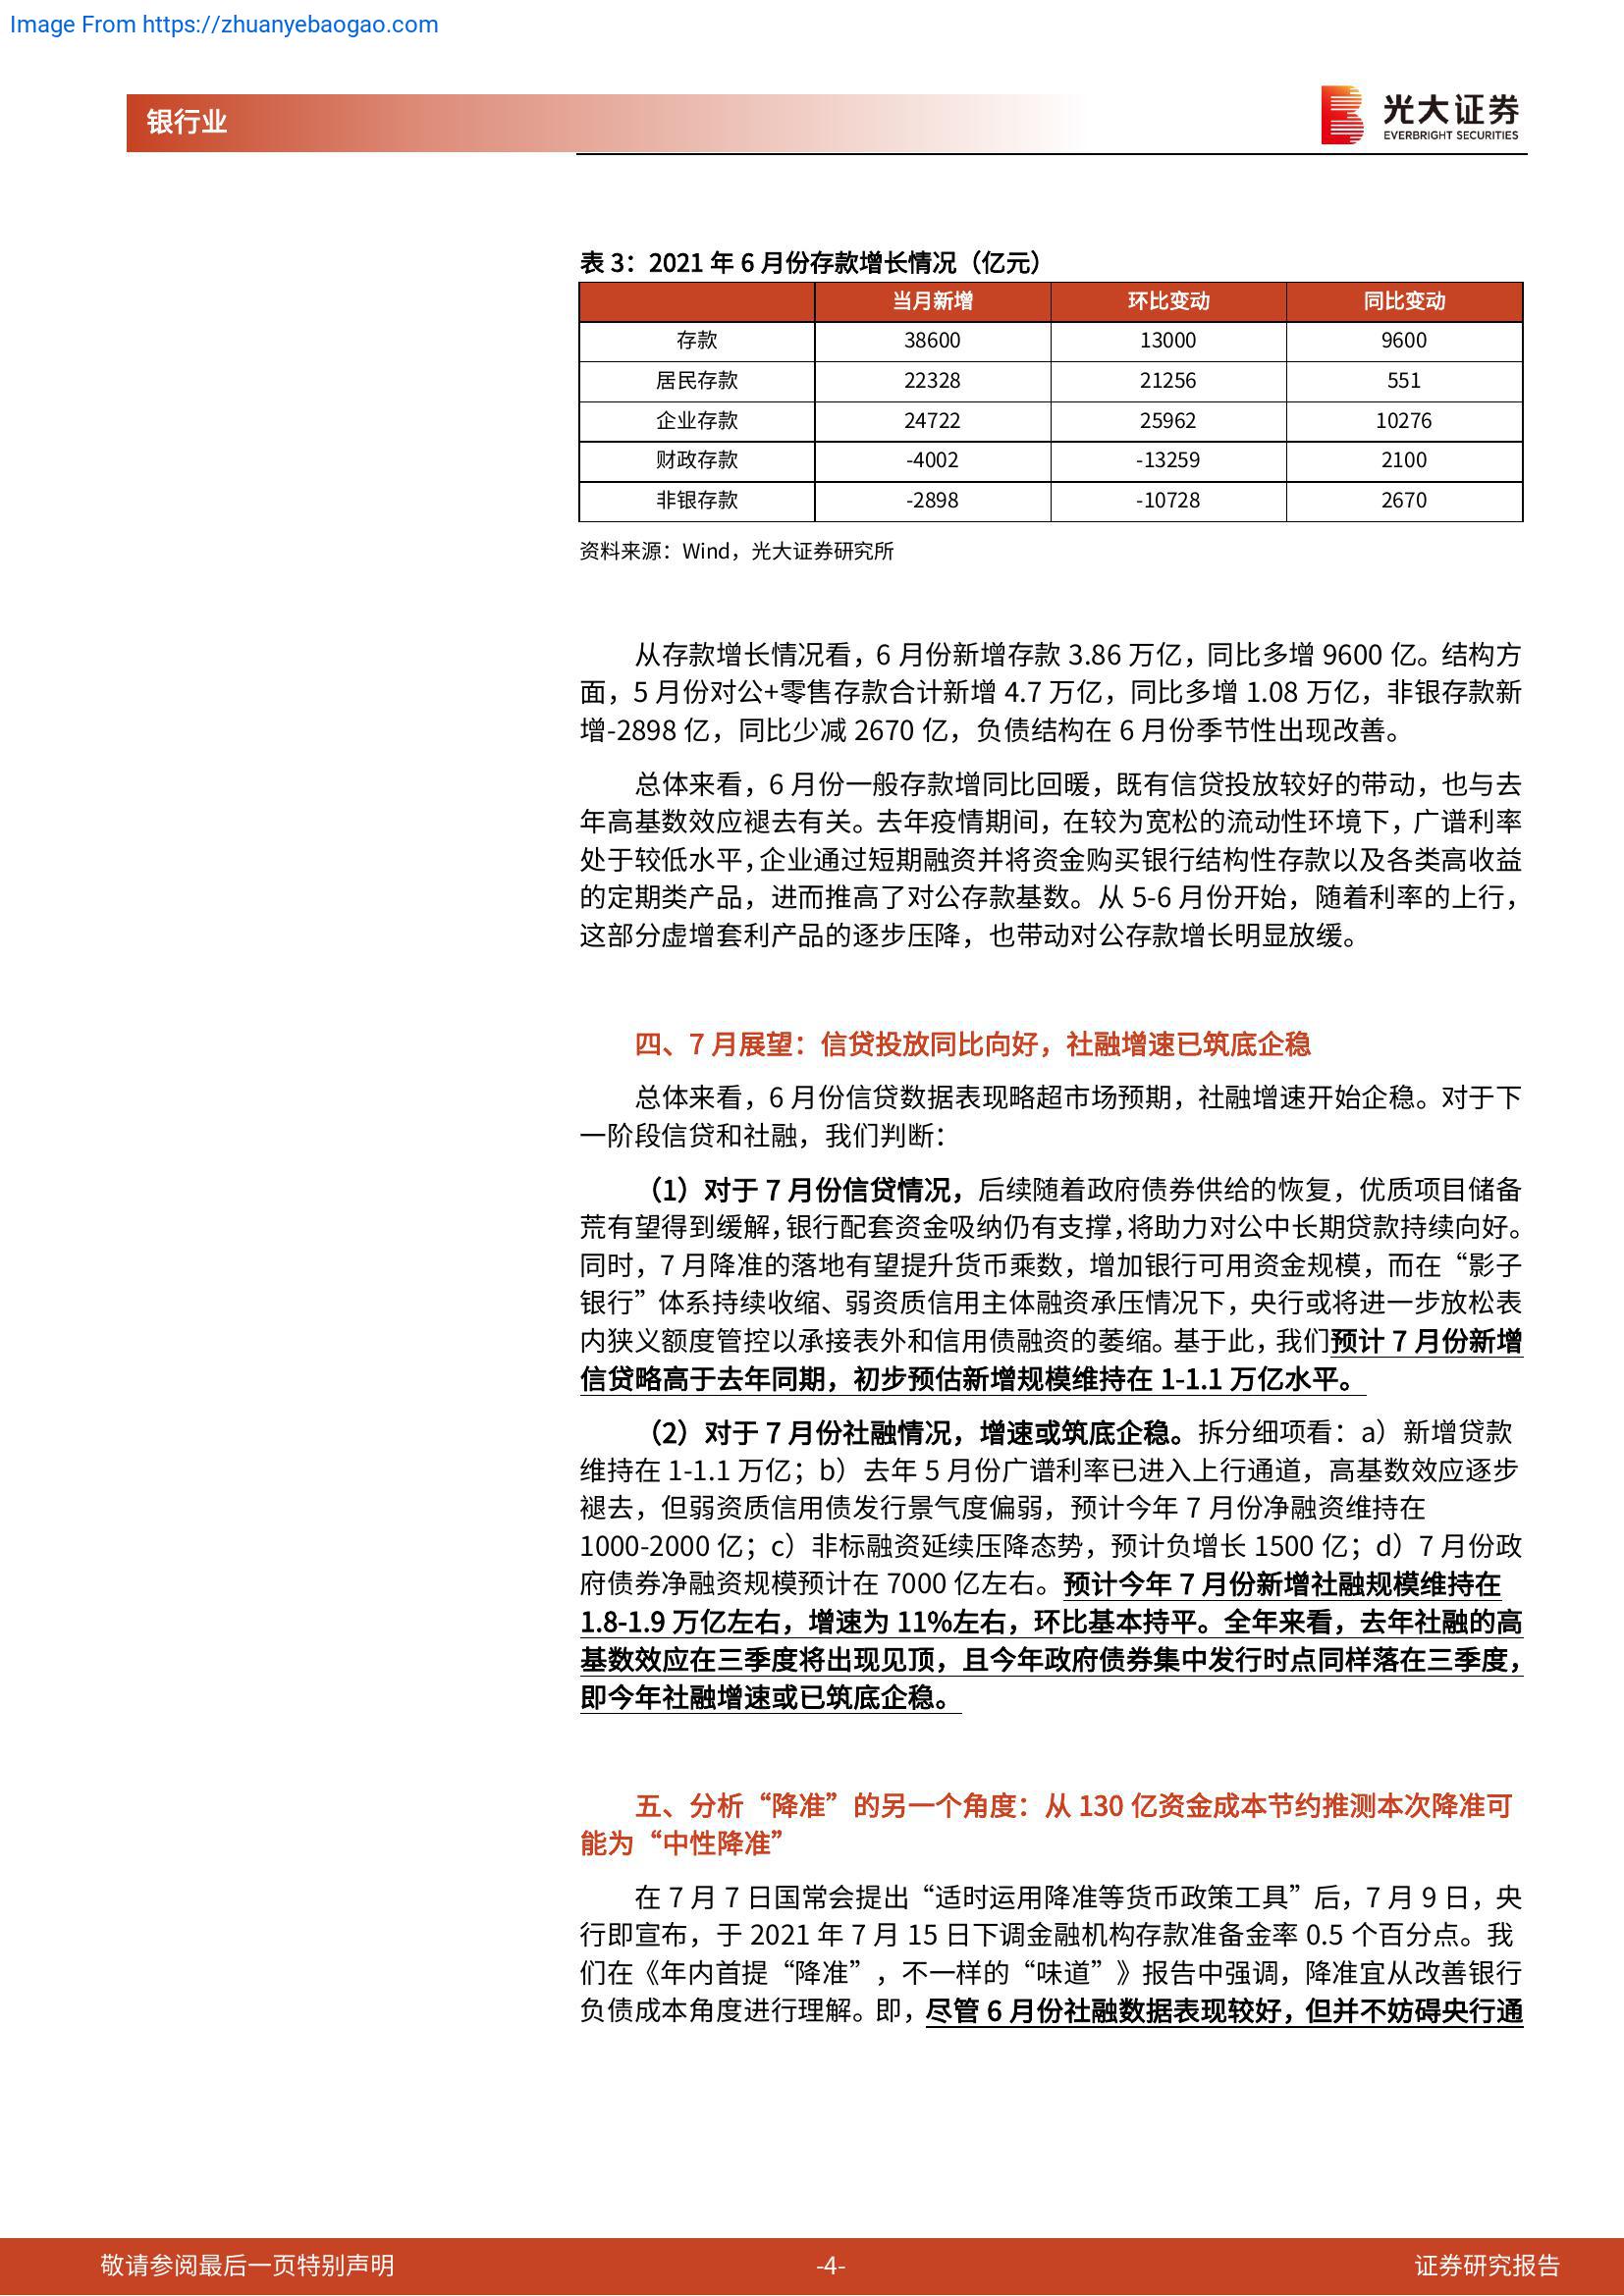 Image From https://zhuanyebaogao.com
银行业
光大证券
EVERBRIGHT SECURITIES
表 3：2021 年 6 月份存款增长情况（亿元）
当月新增 环比变动 同比变动
存款 38600 13000 9600
居民存款 22328 21256 551
企业存款 24722 25962 10276
财政存款 -4002 -13259 2100
非银存款 -2898 -10728 2670
资料来源：Wind，光大证券研究所
从存款增长情况看，6 月份新增存款 3.86 万亿，同比多增 9600 亿。结构方
面，5 月份对公+零售存款合计新增 4.7 万亿，同比多增 1.08 万亿，非银存款新
增-2898 亿，同比少减 2670 亿，负债结构在 6 月份季节性出现改善。
总体来看，6 月份一般存款增同比回暖，既有信贷投放较好的带动，也与去
年高基数效应褪去有关。去年疫情期间，在较为宽松的流动性环境下，广谱利率
处于较低水平，企业通过短期融资并将资金购买银行结构性存款以及各类高收益
的定期类产品，进而推高了对公存款基数。从 5-6 月份开始，随着利率的上行，
这部分虚增套利产品的逐步压降，也带动对公存款增长明显放缓。
四、7 月展望：信贷投放同比向好，社融增速已筑底企稳
总体来看，6 月份信贷数据表现略超市场预期，社融增速开始企稳。对于下
一阶段信贷和社融，我们判断：
（1）对于 7 月份信贷情况，后续随着政府债券供给的恢复，优质项目储备
荒有望得到缓解，银行配套资金吸纳仍有支撑，将助力对公中长期贷款持续向好。
同时，7 月降准的落地有望提升货币乘数，增加银行可用资金规模，而在“影子
银行”体系持续收缩、弱资质信用主体融资承压情况下，央行或将进一步放松表
内狭义额度管控以承接表外和信用债融资的萎缩。基于此，我们预计 7 月份新增
信贷略高于去年同期，初步预估新增规模维持在 1-1.1 万亿水平。
（2）对于 7 月份社融情况，增速或筑底企稳。拆分细项看：a）新增贷款
维持在 1-1.1 万亿；b）去年 5 月份广谱利率已进入上行通道，高基数效应逐步
褪去，但弱资质信用债发行景气度偏弱，预计今年 7 月份净融资维持在
1000-2000 亿；c）非标融资延续压降态势，预计负增长 1500 亿；d）7 月份政
府债券净融资规模预计在 7000 亿左右。预计今年 7 月份新增社融规模维持在
1.8-1.9 万亿左右，增速为 11%左右，环比基本持平。全年来看，去年社融的高
基数效应在三季度将出现见顶，且今年政府债券集中发行时点同样落在三季度，
即今年社融增速或已筑底企稳。
五、分析“降准”的另一个角度：从 130 亿资金成本节约推测本次降准可
能为“中性降准”
在 7 月 7 日国常会提出“适时运用降准等货币政策工具”后，7 月 9 日，央
行即宣布，于 2021 年 7 月 15 日下调金融机构存款准备金率 0.5 个百分点。我
们在《年内首提“降准”，不一样的“味道”》报告中强调，降准宜从改善银行
负债成本角度进行理解。即，尽管 6 月份社融数据表现较好，但并不妨碍央行通
敬请参阅最后一页特别声明
-4-
证券研究报告